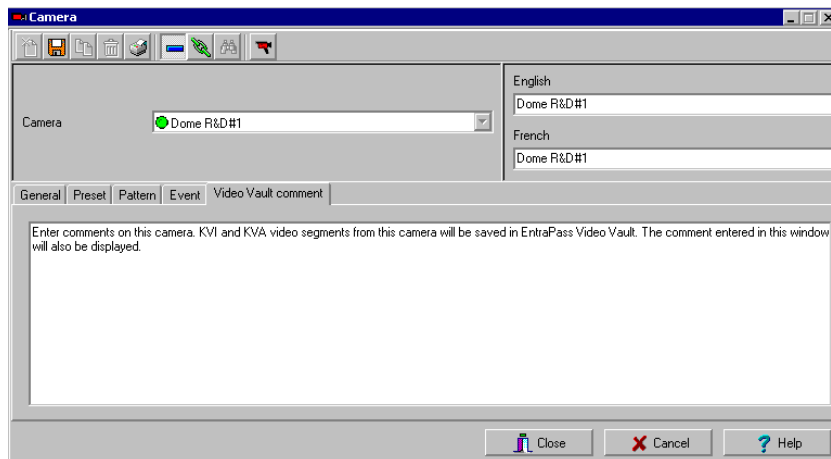 Camera
English
Dome R&D#1
Camera
Dome R&D#1
French
Dome R&D#1
General Preset Pattern Event Video Vault comment
Enter comments on this camera. KVI and KVA video segments from this camera will be saved in EntraPass Video Vault. The comment entered in this window
will also be displayed.
Close Cancel Help